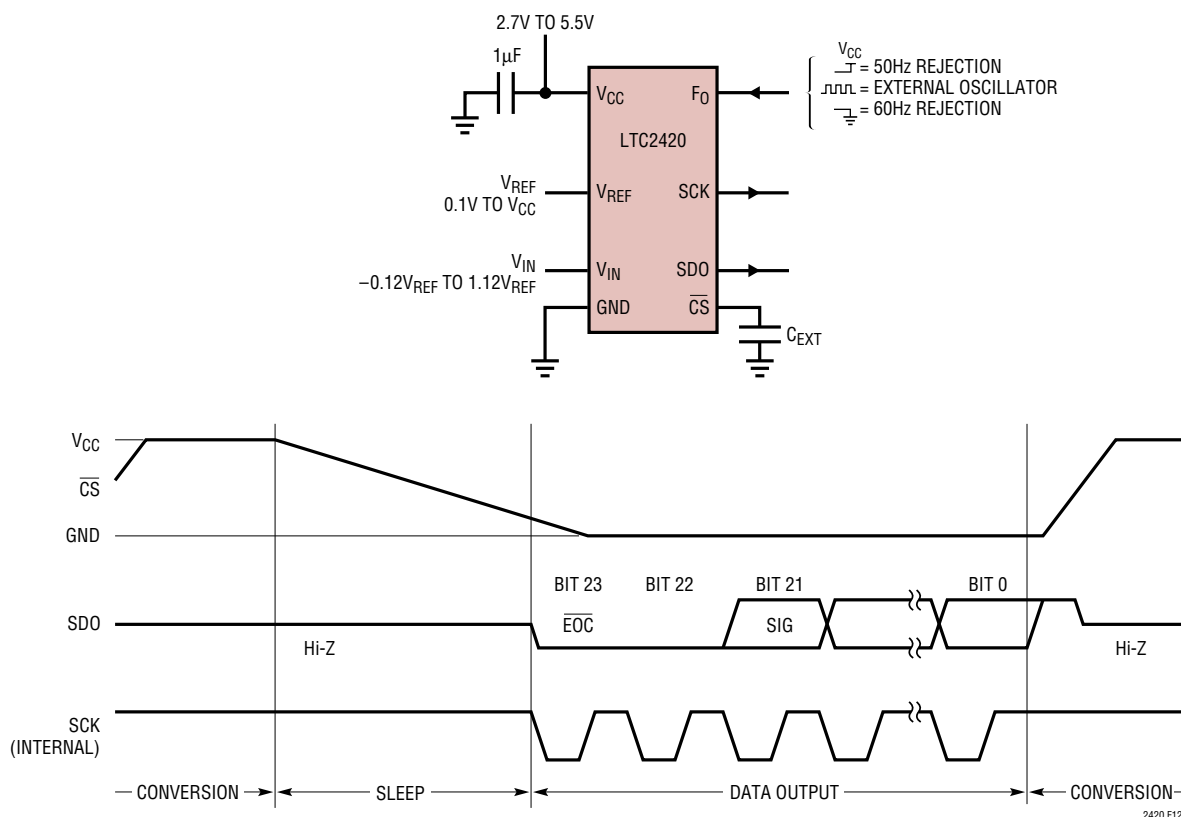 2.7V TO 5.5V
1µF
VCC
FO
VCC
= 50Hz REJECTION
= EXTERNAL OSCILLATOR
= 60Hz REJECTION
LTC2420
VREF
0.1V TO VCC
VREF
SCK
VIN
–0.12VREF TO 1.12VREF
VIN
SDO
GND
CS
CEXT
VCC
CS
GND
BIT 23
BIT 22
BIT 21
BIT 0
SDO
EOC
SIG
Hi-Z
Hi-Z
SCK
(INTERNAL)
CONVERSION
SLEEP
DATA OUTPUT
CONVERSION
2420 F12